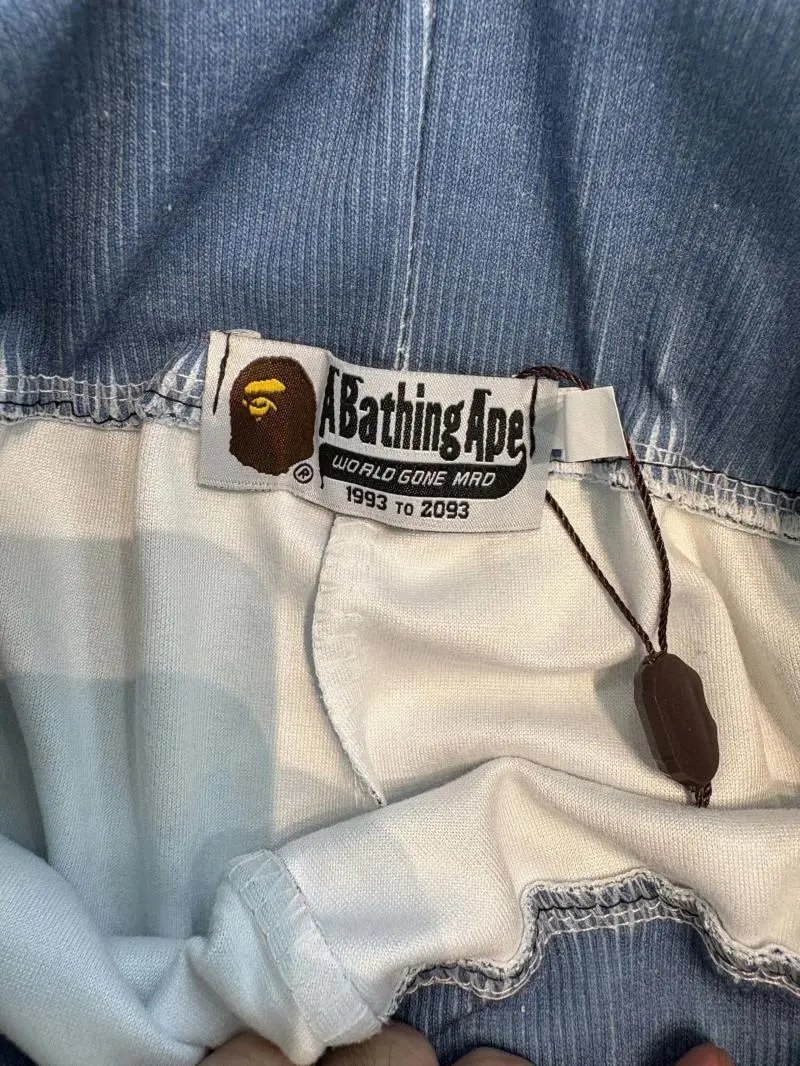 A Bathing Ape
®
WORLD GONE MAD
1993 TO 2093